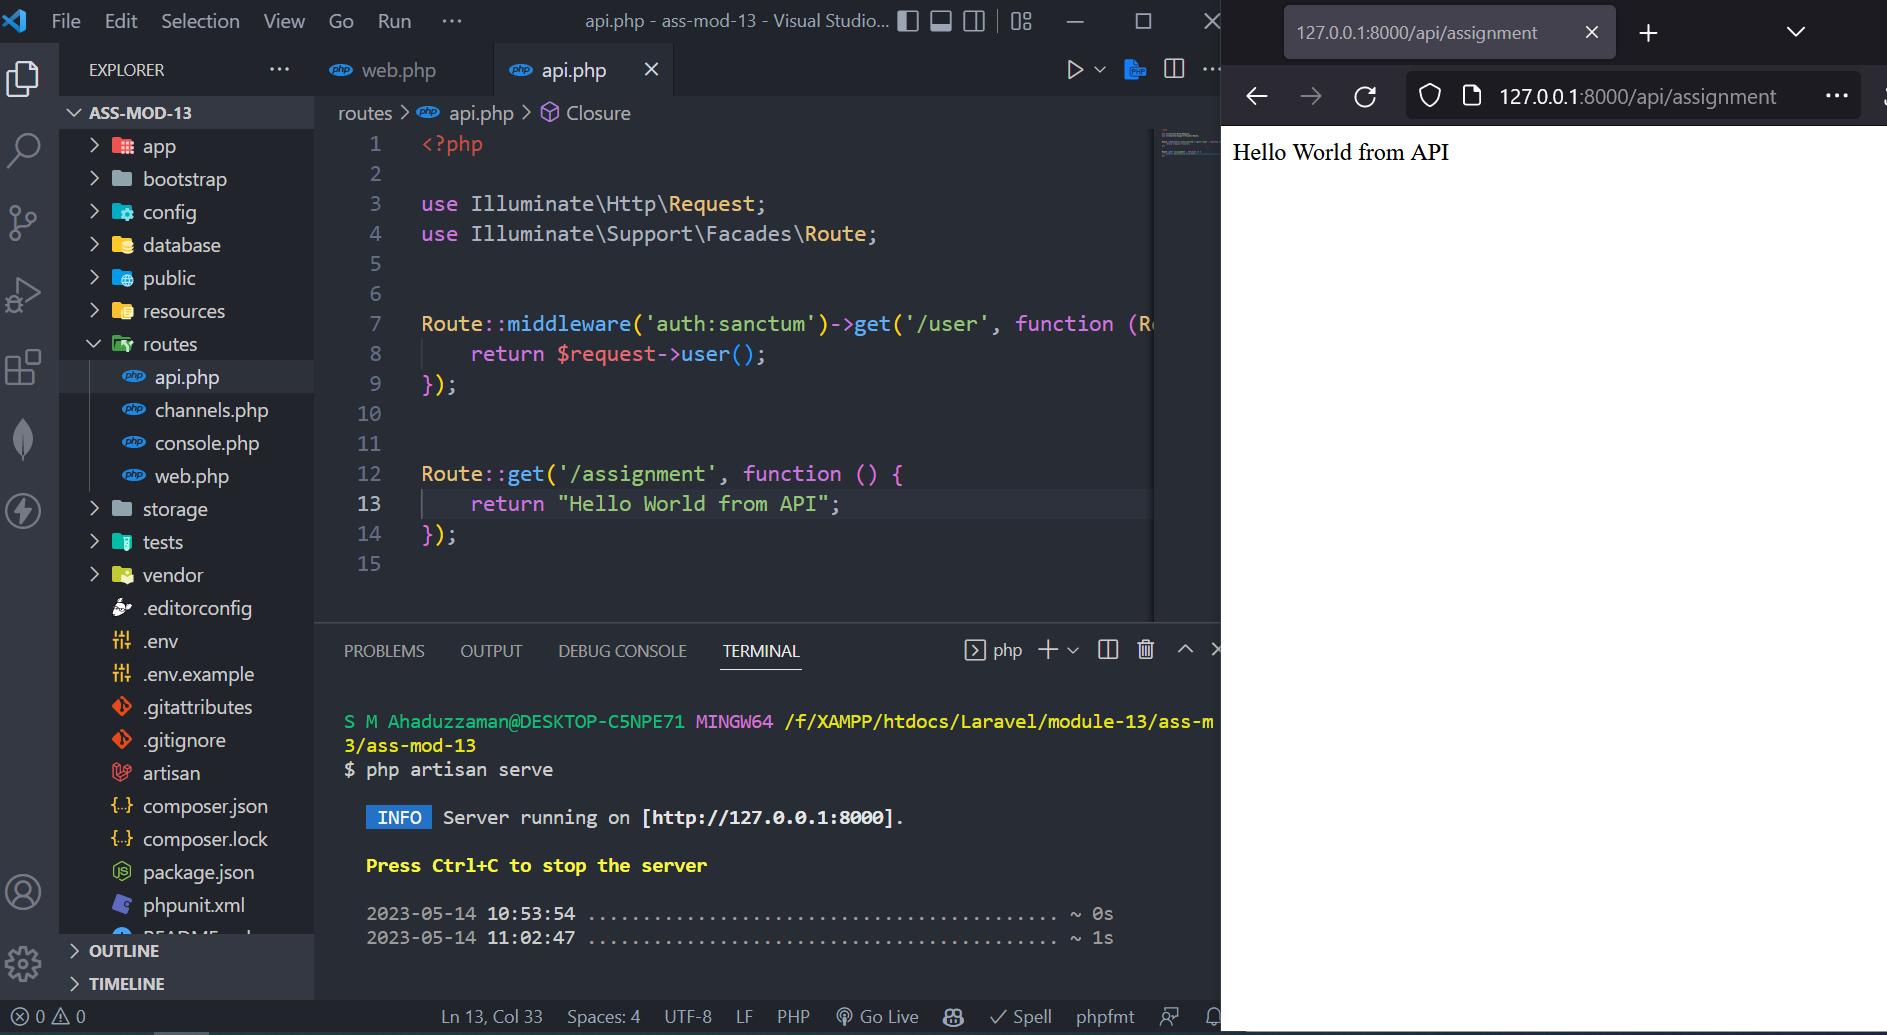 File Edit Selection View Go Run ··· api.php - ass-mod-13 - Visual Studio...
EXPLORER ···
ASS-MOD-13
app
bootstrap
config
database
public
resources
routes
api.php
channels.php
console.php
web.php
storage
tests
vendor
.editorconfig
.env
.env.example
.gitattributes
.gitignore
artisan
composer.json
composer.lock
package.json
phpunit.xml
OUTLINE
TIMELINE
web.php api.php
routes > api.php > Closure
1 <?php
2
3 use Illuminate\Http\Request;
4 use Illuminate\Support\Facades\Route;
5
6
7 Route::middleware('auth:sanctum')->get('/user', function (R
8 return $request->user();
9 });
10
11
12 Route::get('/assignment', function () {
13 return "Hello World from API";
14 });
15
PROBLEMS OUTPUT DEBUG CONSOLE TERMINAL php
S M Ahaduzzaman@DESKTOP-C5NPE71 MINGW64 /f/XAMPP/htdocs/Laravel/module-13/ass-m
3/ass-mod-13
$ php artisan serve
INFO Server running on [http://127.0.0.1:8000].
Press Ctrl+C to stop the server
2023-05-14 10:53:54 ........................................... ~ 0s
2023-05-14 11:02:47 ........................................... ~ 1s
0 0 Ln 13, Col 33 Spaces: 4 UTF-8 LF PHP Go Live Spell phpfmt
127.0.0.1:8000/api/assignment
127.0.0.1:8000/api/assignment
Hello World from API